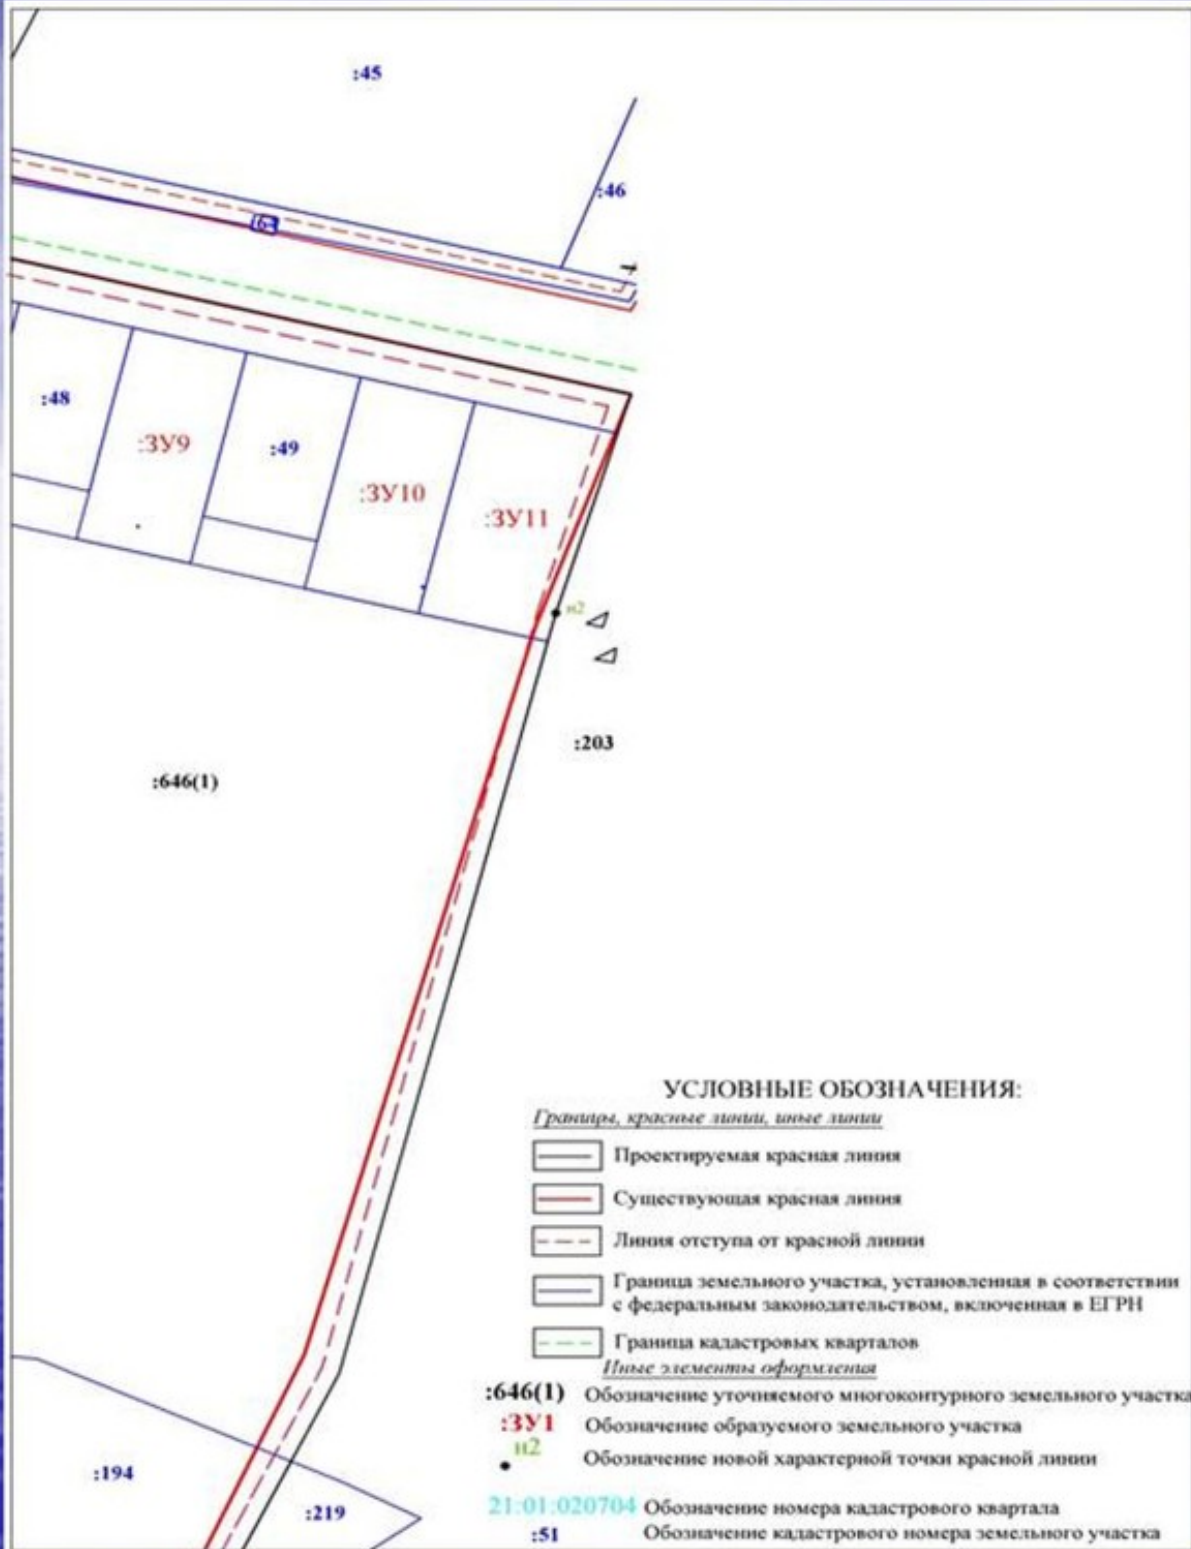 :45
:46
:48
:ЗУ9
:49
:ЗУ10
:ЗУ11
н2
:203
:646(1)
УСЛОВНЫЕ ОБОЗНАЧЕНИЯ:
Границы, красные линии, иные линии
Проектируемая красная линия
Существующая красная линия
Линия отступа от красной линии
Граница земельного участка, установленная в соответствии
с федеральным законодательством, включенная в ЕГРН
Граница кадастровых кварталов
Иные элементы оформления
:646(1) Обозначение уточняемого многоконтурного земельного участка
:ЗУ1 Обозначение образуемого земельного участка
н2
Обозначение новой характерной точки красной линии
21:01:020704 Обозначение номера кадастрового квартала
:51 Обозначение кадастрового номера земельного участка
:194
:219